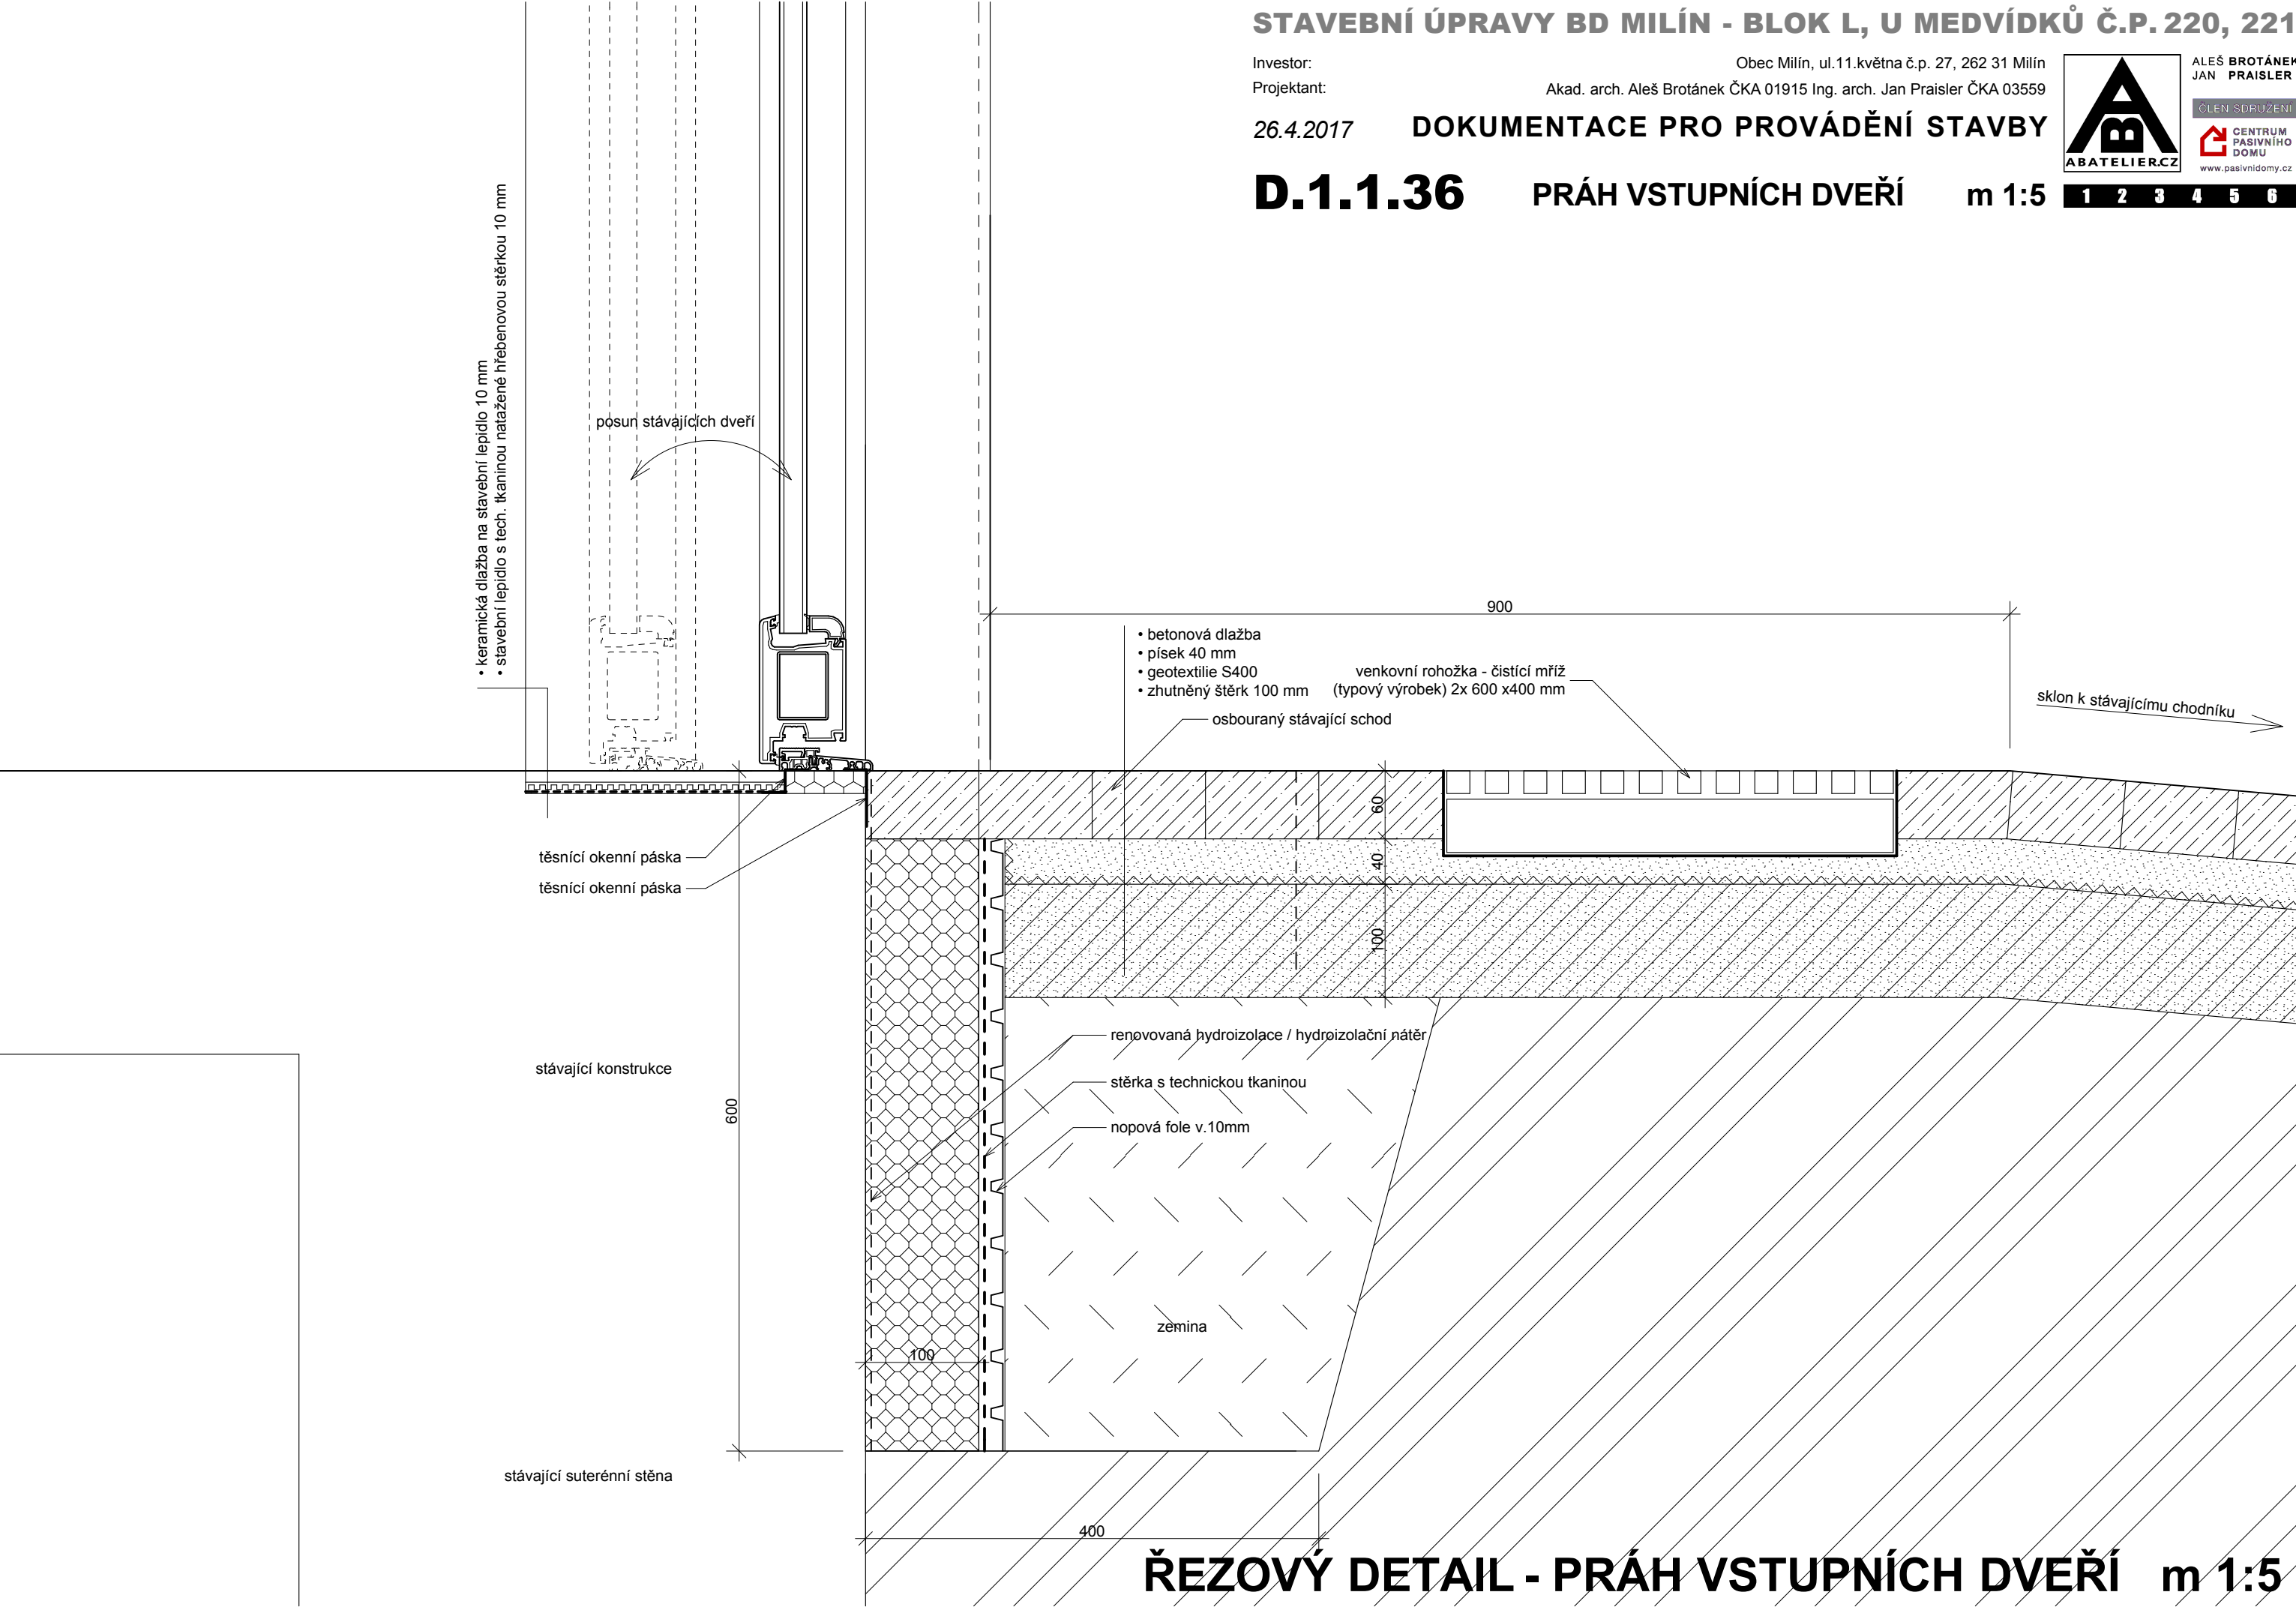 STAVEBNÍ ÚPRAVY BD MILÍN - BLOK L, U MEDVÍDKŮ Č.P. 220, 221
Investor:
Obec Milín, ul.11.května č.p. 27, 262 31 Milín
Projektant:
Akad. arch. Aleš Brotánek ČKA 01915 Ing. arch. Jan Praisler ČKA 03559
26.4.2017
DOKUMENTACE PRO PROVÁDĚNÍ STAVBY
D.1.1.36
PRÁH VSTUPNÍCH DVEŘÍ
m 1:5
ABA
ABATELIER.CZ
ALEŠ BROTÁNEK
JAN PRAISLER
ČLEN SDRUŽENÍ
CENTRUM
PASIVNÍHO
DOMU
www.pasivnidomy.cz
1 2 3 4 5 6
• keramická dlažba na stavební lepidlo 10 mm
• stavební lepidlo s tech. tkaninou natažené hřebenovou stěrkou 10 mm
posun stávajících dveří
900
• betonová dlažba
• písek 40 mm
• geotextilie S400
• zhutněný štěrk 100 mm
venkovní rohožka - čistící mříž
(typový výrobek) 2x 600 x400 mm
osbouraný stávající schod
sklon k stávajícímu chodníku
60
40
100
těsnící okenní páska
těsnící okenní páska
renovovaná hydroizolace / hydroizolační nátěr
stávající konstrukce
stěrka s technickou tkaninou
600
nopová fole v.10mm
zemina
100
stávající suterénní stěna
400
ŘEZOVÝ DETAIL - PRÁH VSTUPNÍCH DVEŘÍ m 1:5